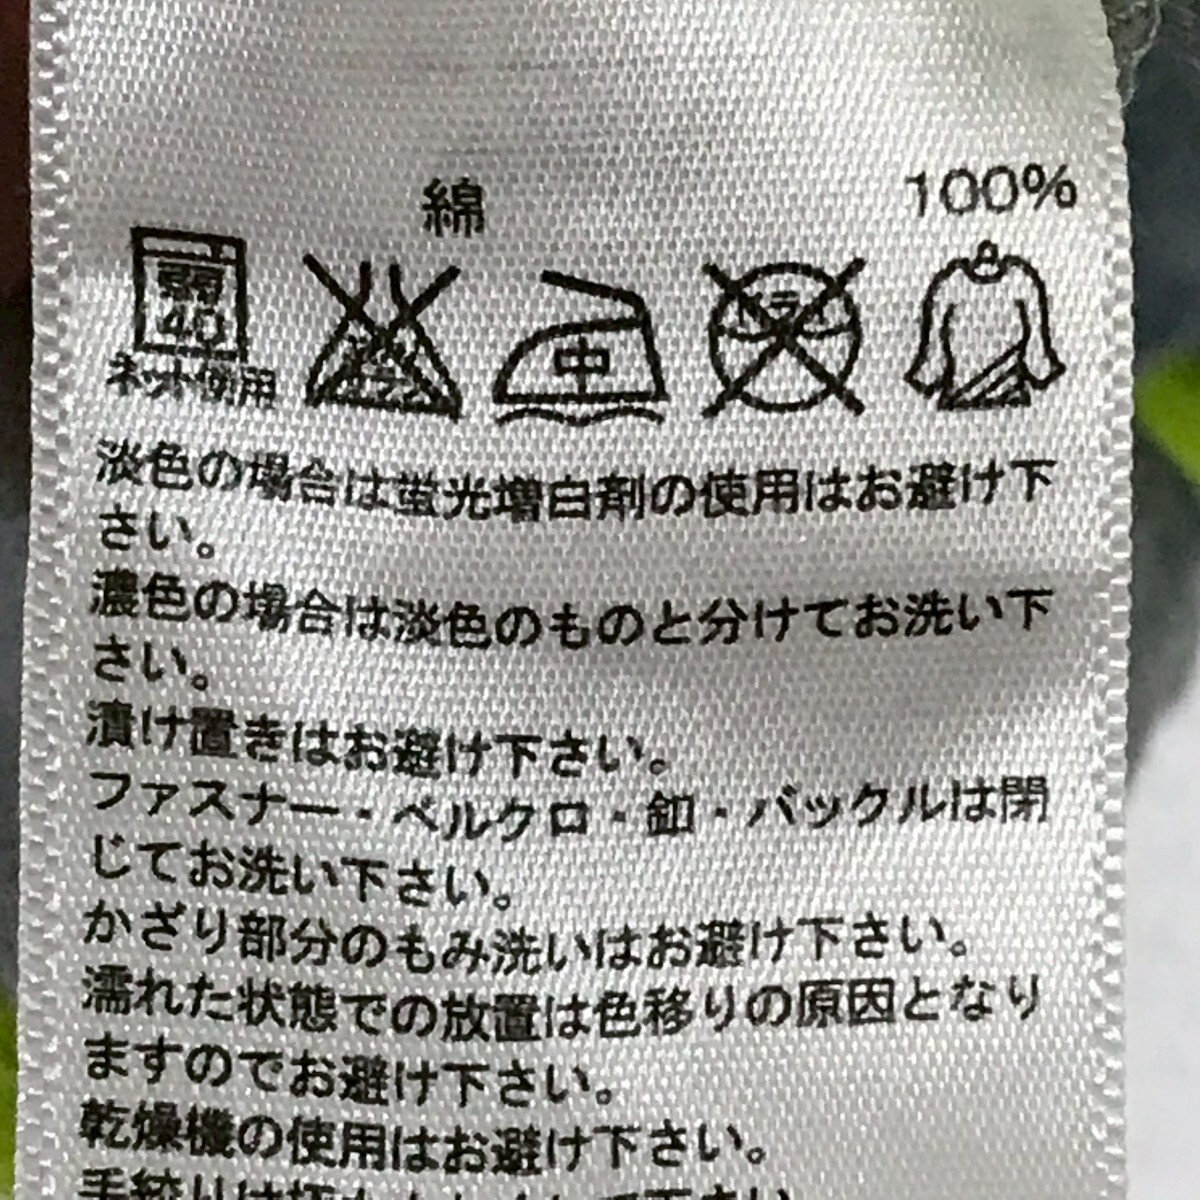 綿 100%
弱
40
ネット使用
中
ドライ
淡色の場合は蛍光増白剤の使用はお避け下
さい。
濃色の場合は淡色のものと分けてお洗い下
さい。
漬け置きはお避け下さい。
ファスナー・ベルクロ・釦・バックルは閉
じてお洗い下さい。
かざり部分のもみ洗いはお避け下さい。
濡れた状態での放置は色移りの原因となり
ますのでお避け下さい。
乾燥機の使用はお避け下さい。
手絞りは